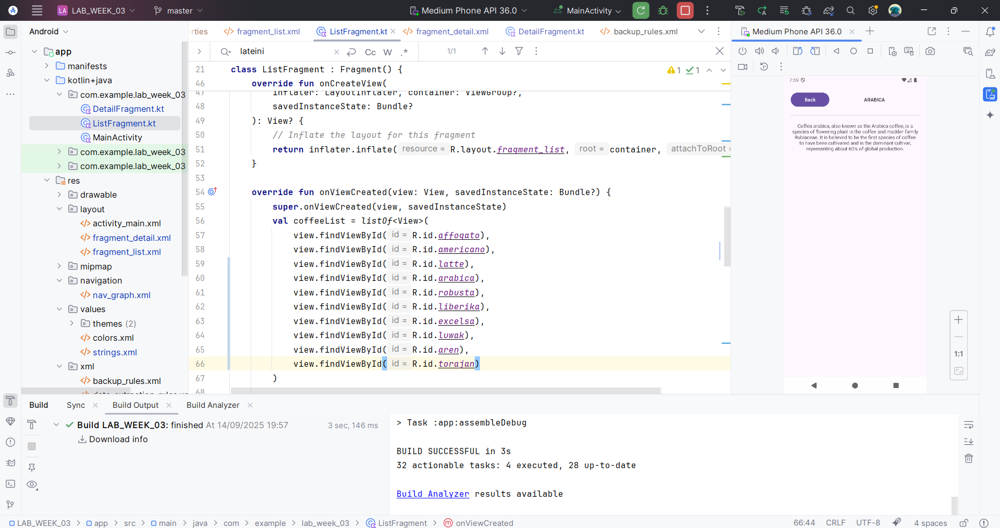 LA LAB_WEEK_03 master Medium Phone API 36.0 MainActivity
Android
app
manifests
kotlin+java
com.example.lab_week_03
DetailFragment.kt
ListFragment.kt
MainActivity
com.example.lab_week_03
com.example.lab_week_03
res
drawable
layout
activity_main.xml
fragment_detail.xml
fragment_list.xml
mipmap
navigation
nav_graph.xml
values
themes (2)
colors.xml
strings.xml
xml
backup_rules.xml
rties fragment_list.xml ListFragment.kt fragment_detail.xml DetailFragment.kt backup_rules.xml
lateini Cc W .* 1/1
21 class ListFragment : Fragment() {
46 override fun onCreateView(
47 inflater: LayoutInflater, container: ViewGroup?,
48 savedInstanceState: Bundle?
49 ): View? {
50 // Inflate the layout for this fragment
51 return inflater.inflate( resource = R.layout.fragment_list, root = container, attachToRoot =
52 }
53
54 override fun onViewCreated(view: View, savedInstanceState: Bundle?) {
55 super.onViewCreated(view, savedInstanceState)
56 val coffeeList = listOf<View>(
57 view.findViewById( id = R.id.affogato),
58 view.findViewById( id = R.id.americano),
59 view.findViewById( id = R.id.latte),
60 view.findViewById( id = R.id.arabica),
61 view.findViewById( id = R.id.robusta),
62 view.findViewById( id = R.id.liberika),
63 view.findViewById( id = R.id.excelsa),
64 view.findViewById( id = R.id.luwak),
65 view.findViewById( id = R.id.aren),
66 view.findViewById( id = R.id.torajan)
67 )
68
1 1
Medium Phone API 36.0
7:59
Back ARABICA
Coffea arabica, also known as the Arabica coffee, is a
species of flowering plant in the coffee and madder family
Rubiaceae. It is believed to be the first species of coffee
to have been cultivated and is the dominant cultivar,
representing about 60% of global production.
1:1
Build Sync Build Output Build Analyzer
Build LAB_WEEK_03: finished At 14/09/2025 19:57 3 sec, 146 ms
Download info
> Task :app:assembleDebug
BUILD SUCCESSFUL in 3s
32 actionable tasks: 4 executed, 28 up-to-date
Build Analyzer results available
LAB_WEEK_03 > app > src > main > java > com > example > lab_week_03 > ListFragment > m onViewCreated
66:44 CRLF UTF-8 4 spaces